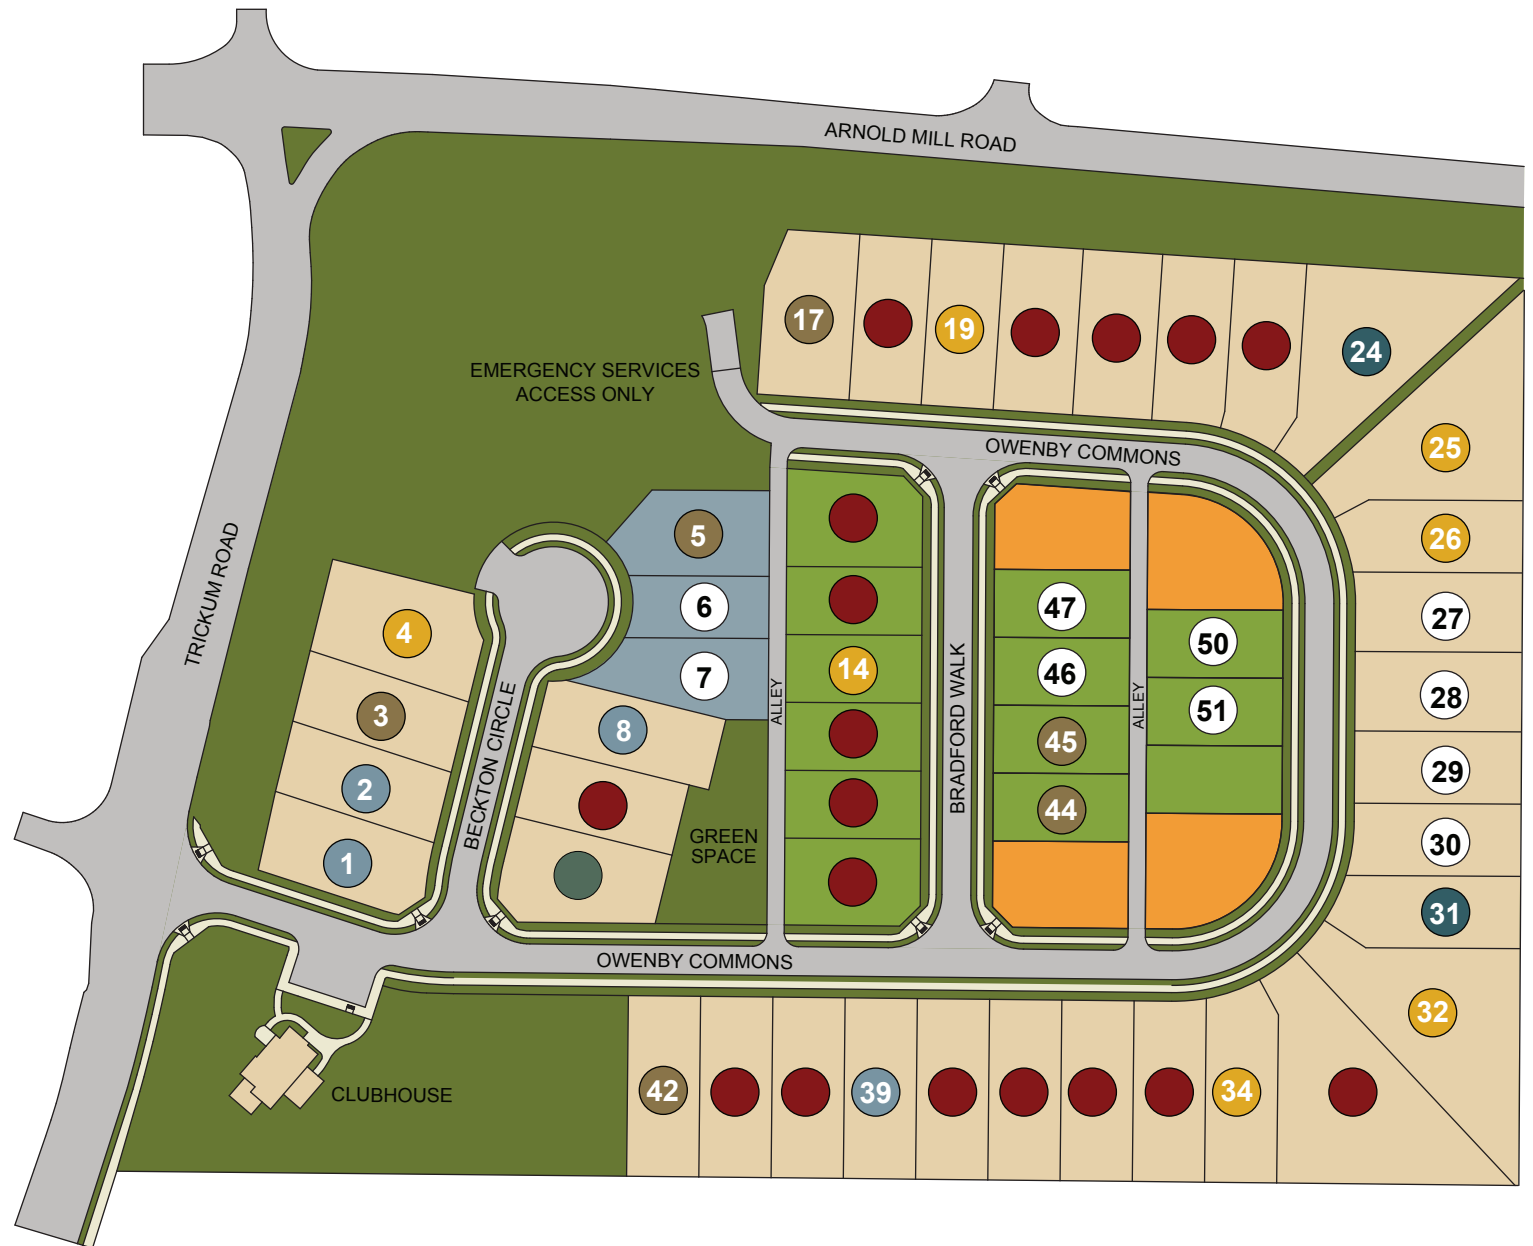 ARNOLD MILL ROAD
17
19
24
EMERGENCY SERVICES
ACCESS ONLY
OWENBY COMMONS
25
26
27
28
29
30
31
32
TRICKUM ROAD
4
3
2
1
BECKTON CIRCLE
5
6
7
8
GREEN
SPACE
ALLEY
14
BRADFORD WALK
47
46
45
44
ALLEY
50
51
OWENBY COMMONS
CLUBHOUSE
42
39
34